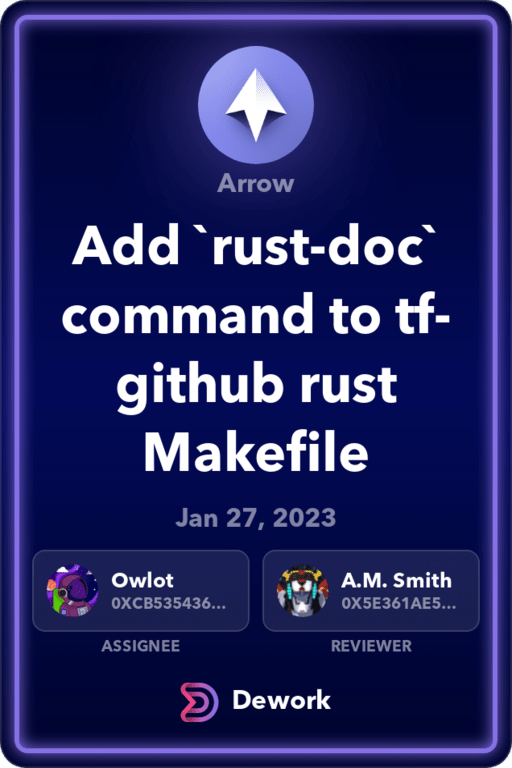 Arrow
Add `rust-doc`
command to tf-
github rust
Makefile
Jan 27, 2023
Owlot
0XCB535436...
ASSIGNEE
A.M. Smith
0X5E361AE5...
REVIEWER
Dework